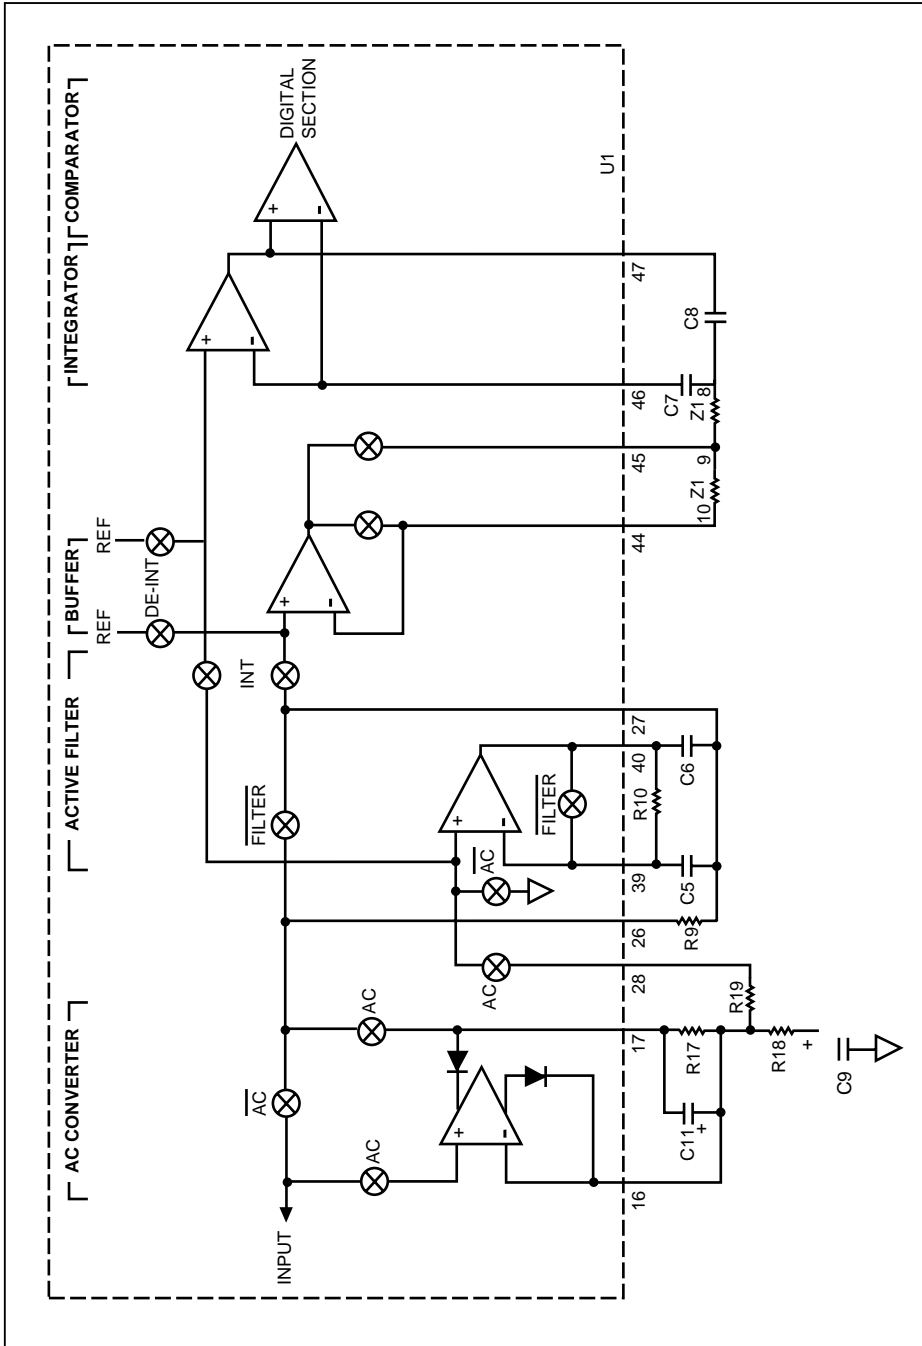 AC CONVERTER
ACTIVE FILTER
BUFFER
INTEGRATOR
COMPARATOR
REF
REF
DE-INT
INT
DIGITAL
SECTION
INPUT
AC
AC
AC
FILTER
AC
AC
FILTER
+
-
+
-
+
-
+
-
+
-
U1
16
17
28
26
39
40
27
44
45
46
47
C11
+
R17
R18
+
R19
C9
R9
C5
R10
C6
10
Z1
9
Z1
8
C7
C8